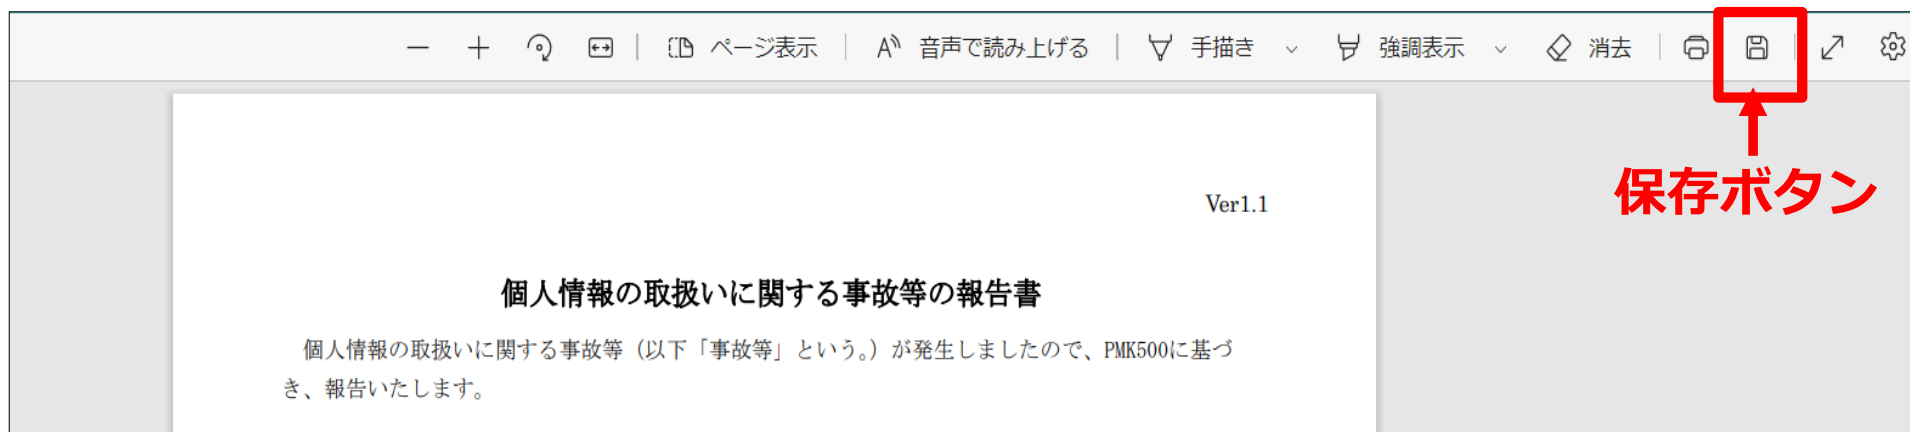 ページ表示 音声で読み上げる 手描き 強調表示 消去
保存ボタン
Ver1.1
個人情報の取扱いに関する事故等の報告書
個人情報の取扱いに関する事故等（以下「事故等」という。）が発生しましたので、PMK500に基づ
き、報告いたします。